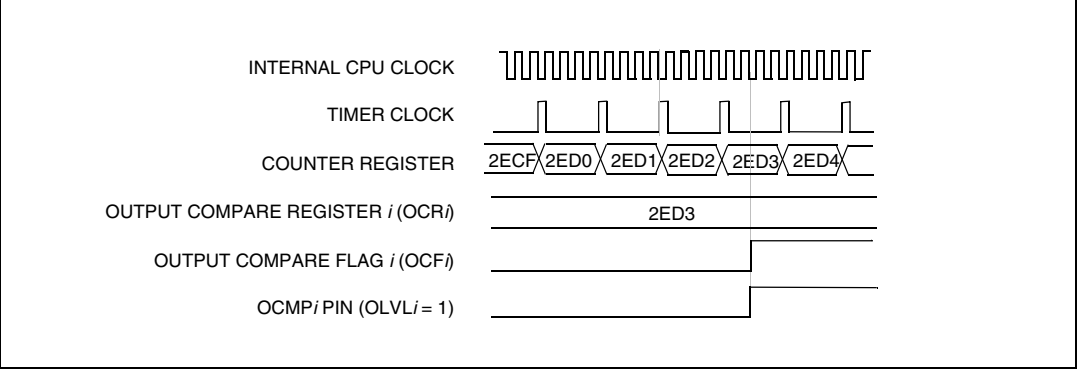 INTERNAL CPU CLOCK
TIMER CLOCK
COUNTER REGISTER 2ECF 2ED0 2ED1 2ED2 2ED3 2ED4
OUTPUT COMPARE REGISTER i (OCRi) 2ED3
OUTPUT COMPARE FLAG i (OCFi)
OCMPi PIN (OLVLi = 1)